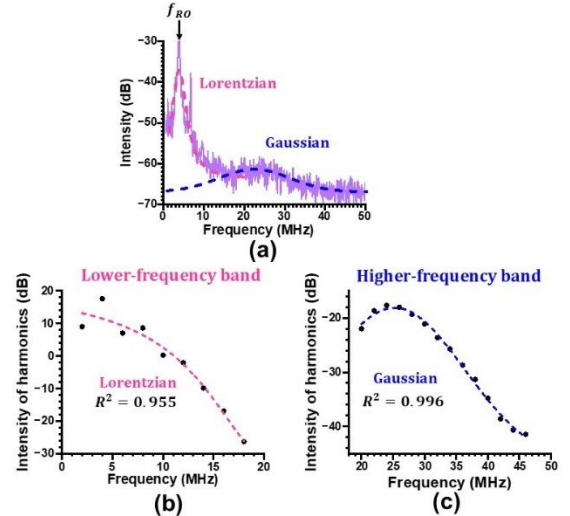 f_RO
Intensity (dB)
−30
−40
−50
−60
−70
Lorentzian
Gaussian
0 10 20 30 40 50
Frequency (MHz)
(a)
Lower-frequency band
Intensity of harmonics (dB)
20
10
0
−10
−20
−30
Lorentzian
R² = 0.955
0 5 10 15 20
Frequency (MHz)
(b)
Higher-frequency band
Intensity of harmonics (dB)
−20
−30
−40
Gaussian
R² = 0.996
20 25 30 35 40 45 50
Frequency (MHz)
(c)